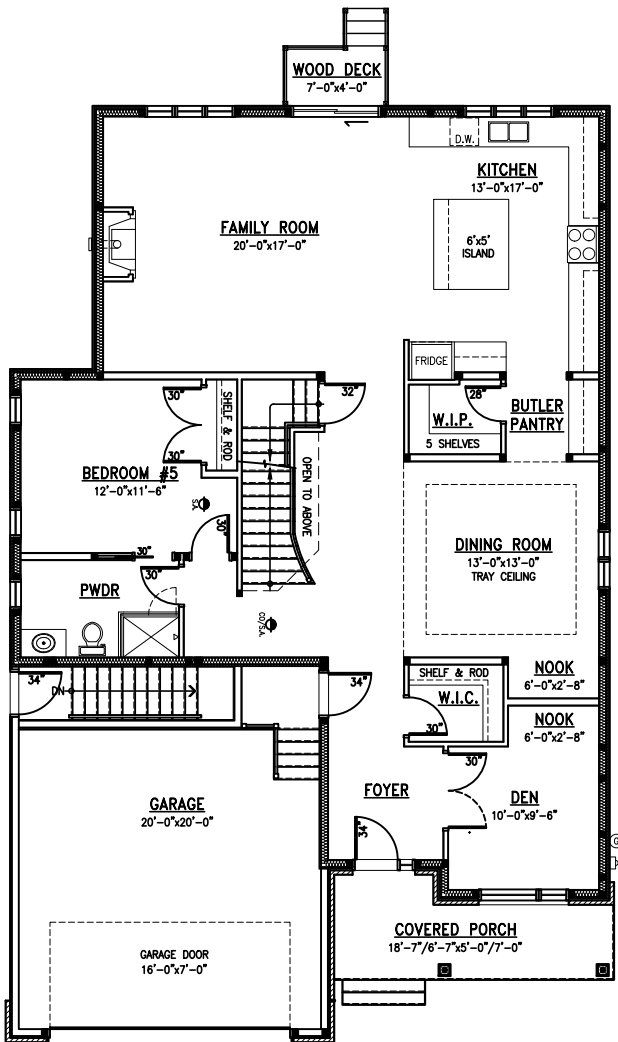 WOOD DECK
7'-0"x4'-0"
D.W.
KITCHEN
13'-0"x17'-0"
FAMILY ROOM
20'-0"x17'-0"
6'x5'
ISLAND
FRIDGE
30"
SHELF & ROD
32"
28"
W.I.P.
BUTLER
PANTRY
5 SHELVES
30"
BEDROOM #5
12'-0"x11'-6"
OPEN TO ABOVE
S.A.
30"
30"
DINING ROOM
13'-0"x13'-0"
TRAY CEILING
30"
PWDR
CO/S.A.
34"
DN
34"
SHELF & ROD
W.I.C.
30"
NOOK
6'-0"x2'-8"
NOOK
6'-0"x2'-8"
30"
FOYER
DEN
10'-0"x9'-6"
GARAGE
20'-0"x20'-0"
34"
G
COVERED PORCH
18'-7"/6'-7"x5'-0"/7'-0"
GARAGE DOOR
16'-0"x7'-0"